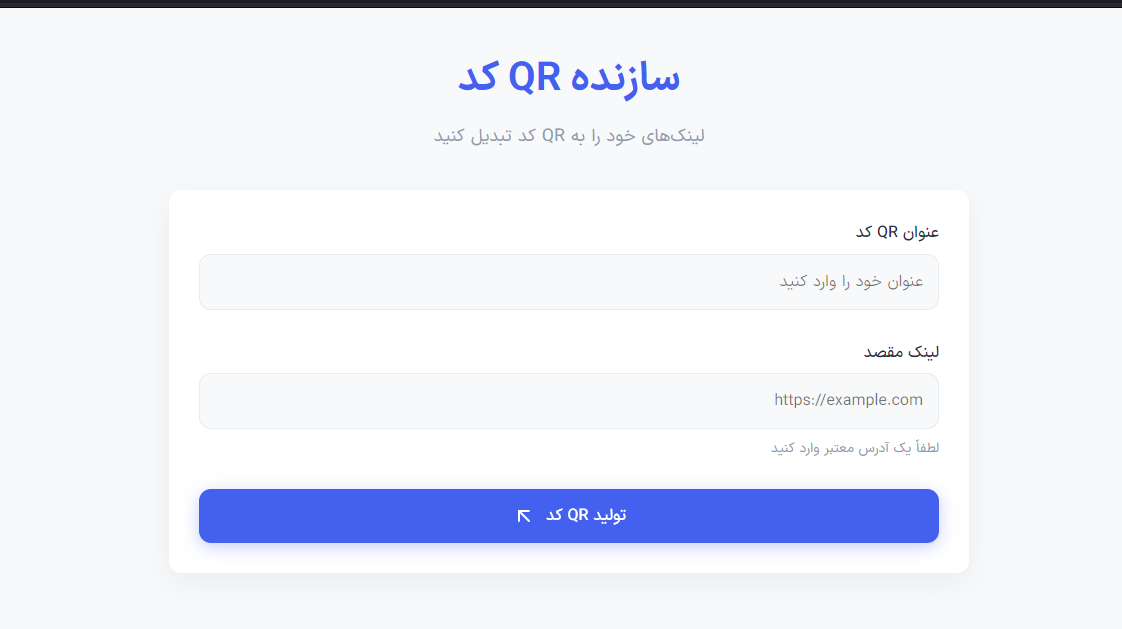 سازنده QR کد
لینک‌های خود را به QR کد تبدیل کنید
عنوان QR کد
عنوان خود را وارد کنید
لینک مقصد
https://example.com
لطفاً یک آدرس معتبر وارد کنید
تولید QR کد